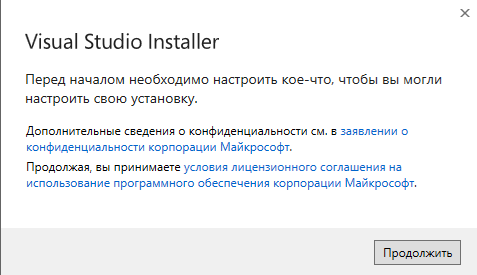 Visual Studio Installer
Перед началом необходимо настроить кое-что, чтобы вы могли
настроить свою установку.
Дополнительные сведения о конфиденциальности см. в заявлении о
конфиденциальности корпорации Майкрософт.
Продолжая, вы принимаете условия лицензионного соглашения на
использование программного обеспечения корпорации Майкрософт.
Продолжить